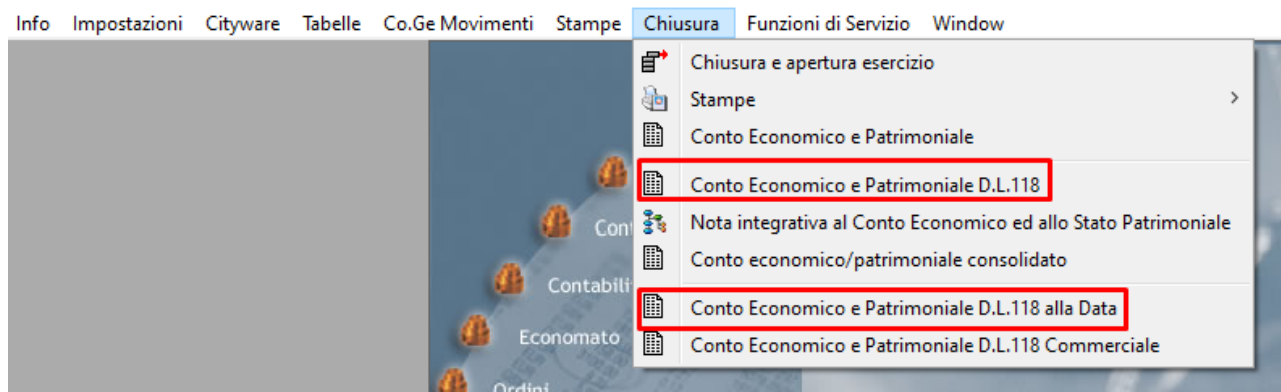 Info Impostazioni Cityware Tabelle Co.Ge Movimenti Stampe Chiusura Funzioni di Servizio Window
Chiusura e apertura esercizio
Stampe
Conto Economico e Patrimoniale
Conto Economico e Patrimoniale D.L.118
Nota integrativa al Conto Economico ed allo Stato Patrimoniale
Conto economico/patrimoniale consolidato
Conto Economico e Patrimoniale D.L.118 alla Data
Conto Economico e Patrimoniale D.L.118 Commerciale
Cont
Contabili
Economato
Ordini